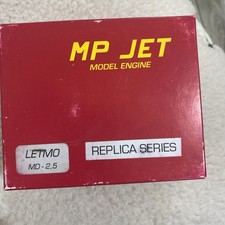 MP JET
MODEL ENGINE
LETMO
MD-2,5
REPLICA SERIES